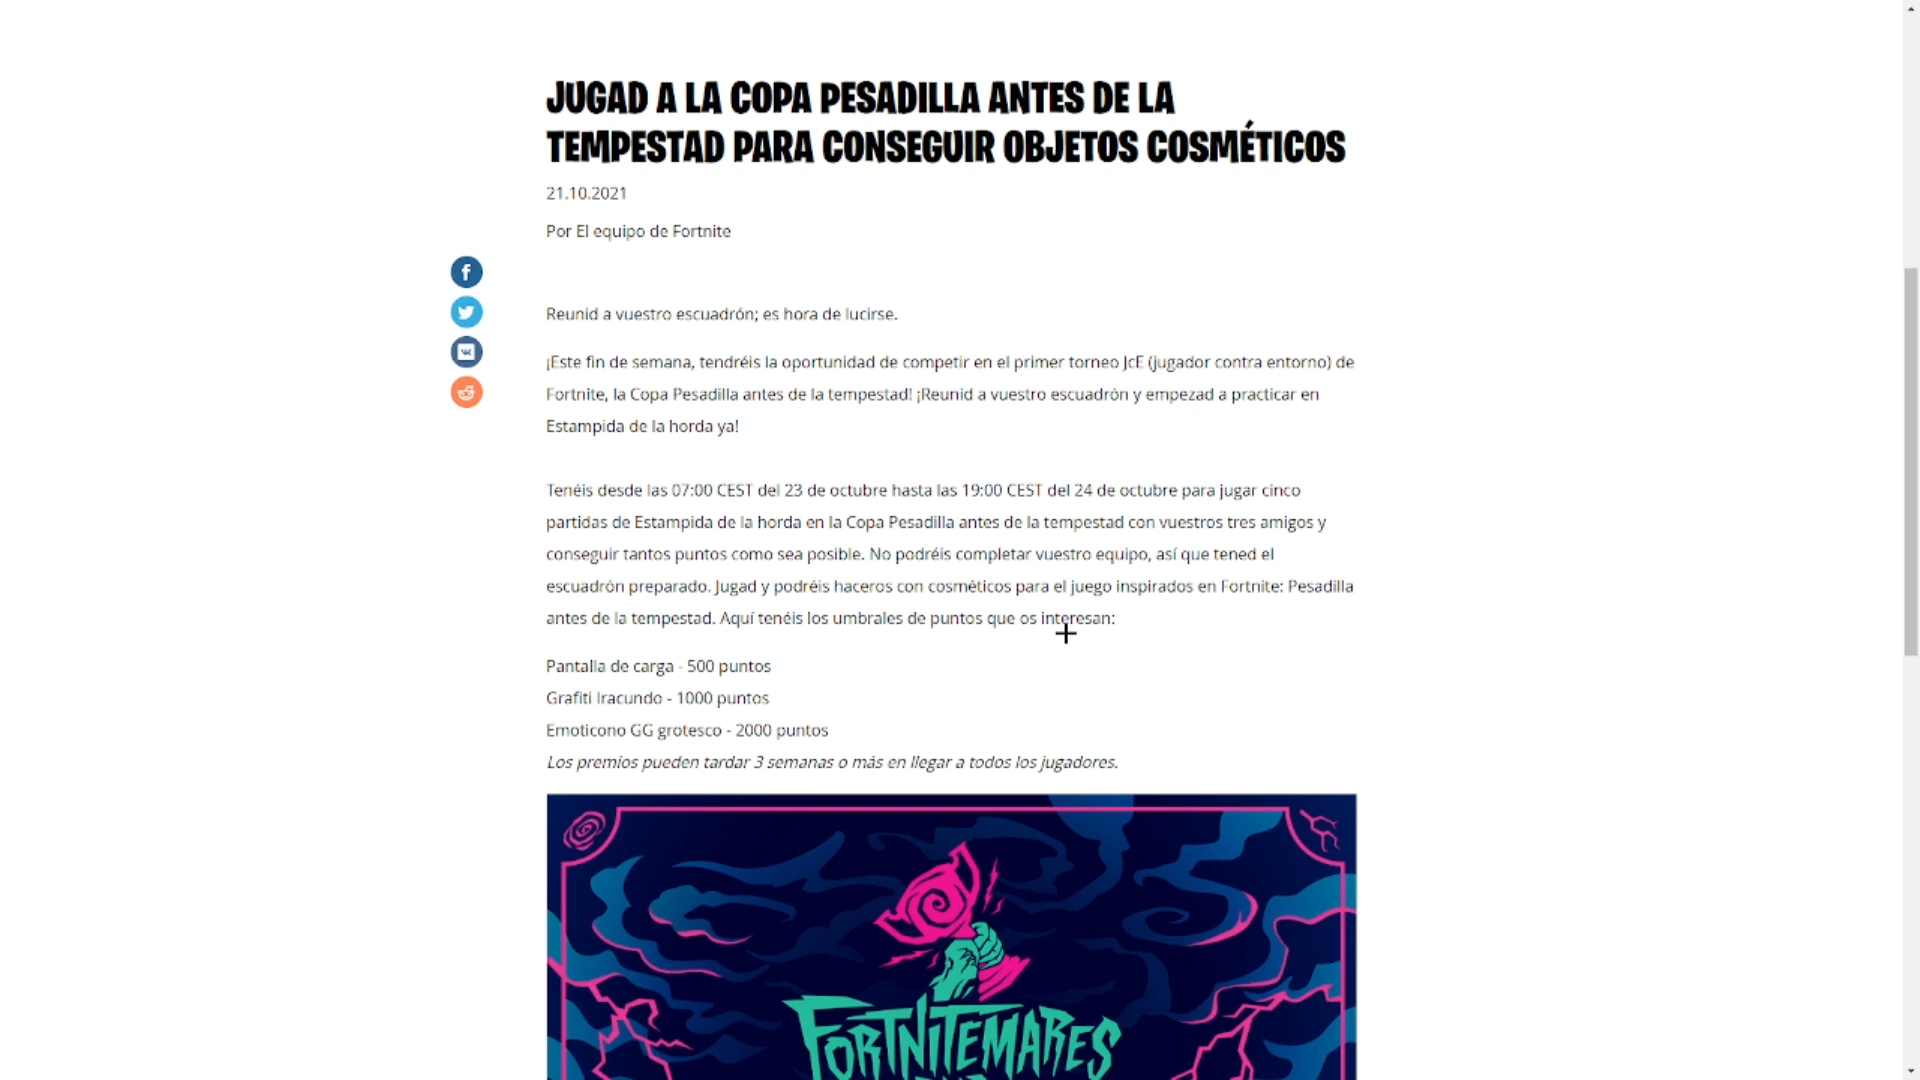 JUGAD A LA COPA PESADILLA ANTES DE LA
TEMPESTAD PARA CONSEGUIR OBJETOS COSMÉTICOS
21.10.2021
Por El equipo de Fortnite
Reunid a vuestro escuadrón; es hora de lucirse.
¡Este fin de semana, tendréis la oportunidad de competir en el primer torneo JcE (jugador contra entorno) de
Fortnite, la Copa Pesadilla antes de la tempestad! ¡Reunid a vuestro escuadrón y empezad a practicar en
Estampida de la horda ya!
Tenéis desde las 07:00 CEST del 23 de octubre hasta las 19:00 CEST del 24 de octubre para jugar cinco
partidas de Estampida de la horda en la Copa Pesadilla antes de la tempestad con vuestros tres amigos y
conseguir tantos puntos como sea posible. No podréis completar vuestro equipo, así que tened el
escuadrón preparado. Jugad y podréis haceros con cosméticos para el juego inspirados en Fortnite: Pesadilla
antes de la tempestad. Aquí tenéis los umbrales de puntos que os interesan:
Pantalla de carga - 500 puntos
Grafiti Iracundo - 1000 puntos
Emoticono GG grotesco - 2000 puntos
Los premios pueden tardar 3 semanas o más en llegar a todos los jugadores.
FORTNITEMARES